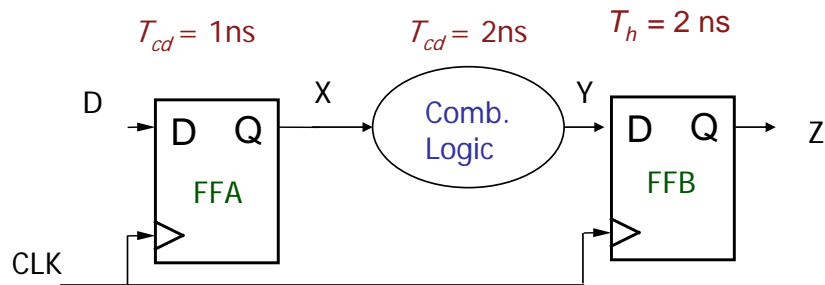 T_cd = 1ns
T_cd = 2ns
T_h = 2 ns
D
X
Y
Z
D Q
FFA
Comb.
Logic
D Q
FFB
CLK